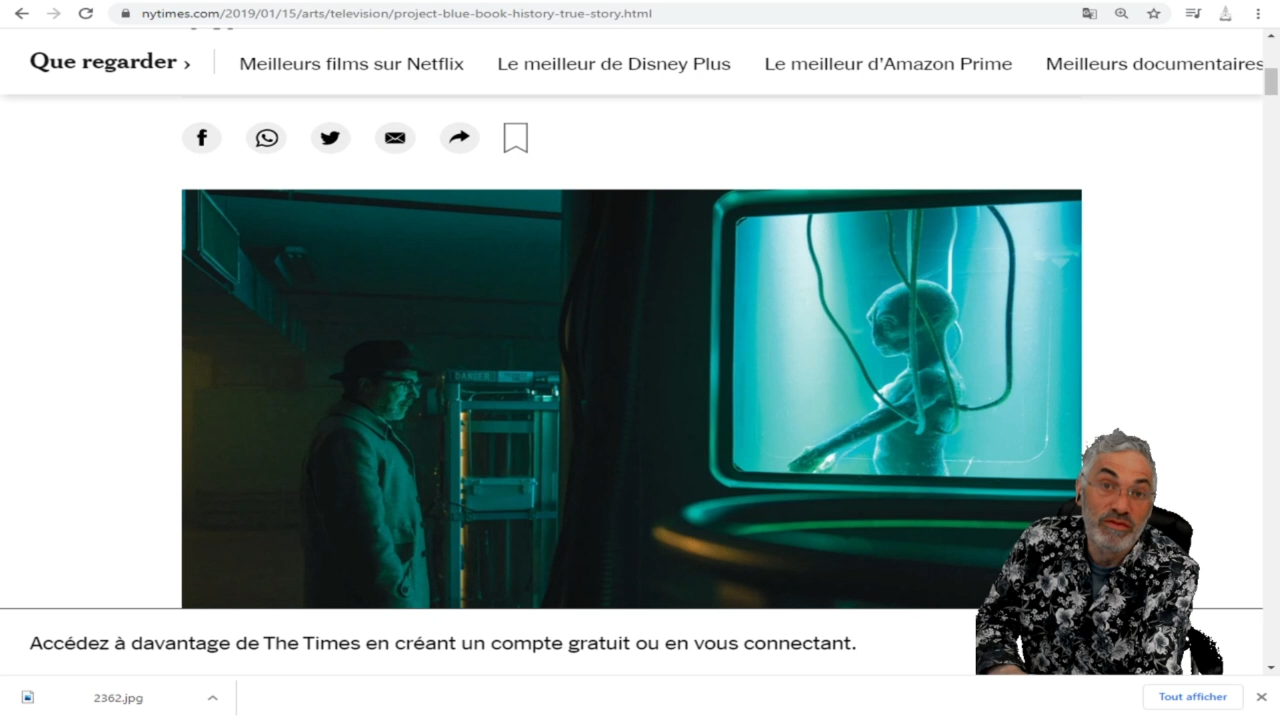 nytimes.com/2019/01/15/arts/television/project-blue-book-history-true-story.html
Que regarder ›
Meilleurs films sur Netflix
Le meilleur de Disney Plus
Le meilleur d'Amazon Prime
Meilleurs documentaires
DANGER
Accédez à davantage de The Times en créant un compte gratuit ou en vous connectant.
2362.jpg
Tout afficher